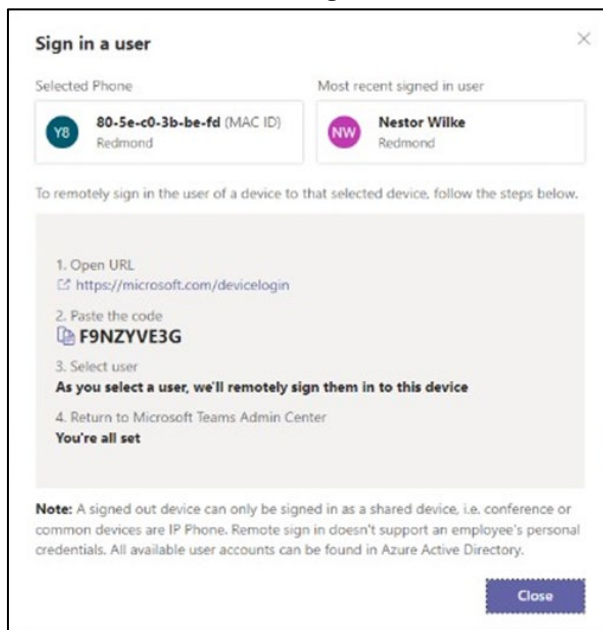 Sign in a user
Selected Phone
Most recent signed in user
Y8
80-5e-c0-3b-be-fd (MAC ID)
Redmond
NW
Nestor Wilke
Redmond
To remotely sign in the user of a device to that selected device, follow the steps below.
1. Open URL
https://microsoft.com/devicelogin
2. Paste the code
F9NZYVE3G
3. Select user
As you select a user, we'll remotely sign them in to this device
4. Return to Microsoft Teams Admin Center
You're all set
Note: A signed out device can only be signed in as a shared device, i.e. conference or
common devices are IP Phone. Remote sign in doesn't support an employee's personal
credentials. All available user accounts can be found in Azure Active Directory.
Close